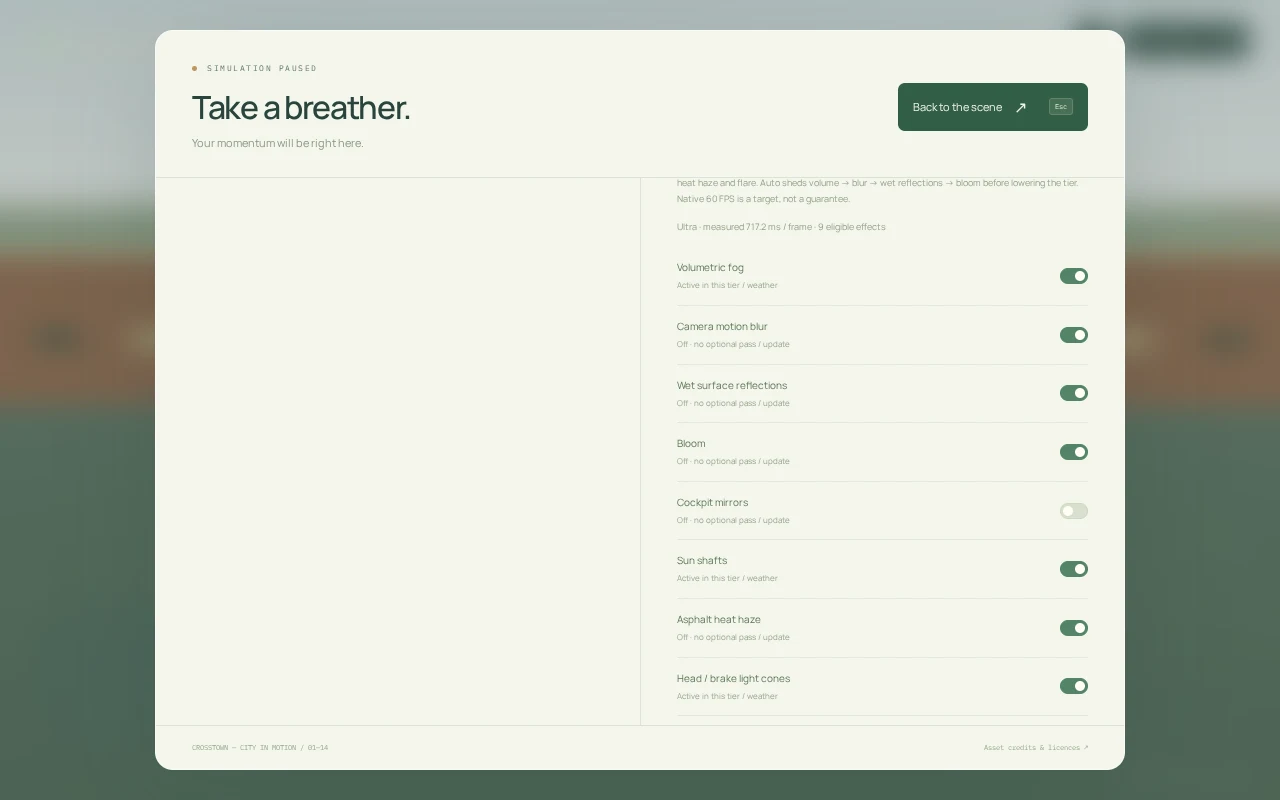 SIMULATION PAUSED
Take a breather.
Your momentum will be right here.
Back to the scene ↗ Esc
heat haze and flare. Auto sheds volume → blur → wet reflections → bloom before lowering the tier.
Native 60 FPS is a target, not a guarantee.
Ultra · measured 717.2 ms / frame · 9 eligible effects
Volumetric fog
Active in this tier / weather
Camera motion blur
Off · no optional pass / update
Wet surface reflections
Off · no optional pass / update
Bloom
Off · no optional pass / update
Cockpit mirrors
Off · no optional pass / update
Sun shafts
Active in this tier / weather
Asphalt heat haze
Off · no optional pass / update
Head / brake light cones
Active in this tier / weather
CROSSTOWN — CITY IN MOTION / 01—14
Asset credits & licences ↗